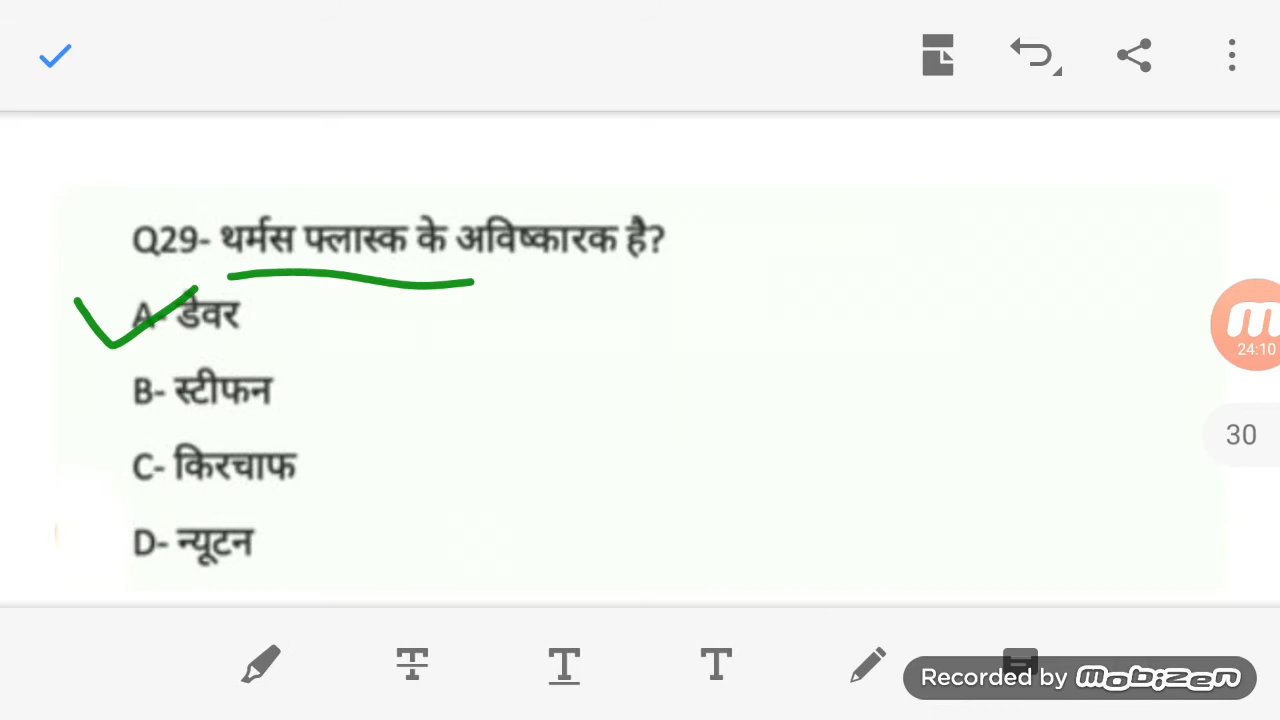 Q29- थर्मस फ्लास्क के अविष्कारक है?
A- डेवर
B- स्टीफन
C- किरचाफ
D- न्यूटन
24:10
30
T
T
T
Recorded by mobizen